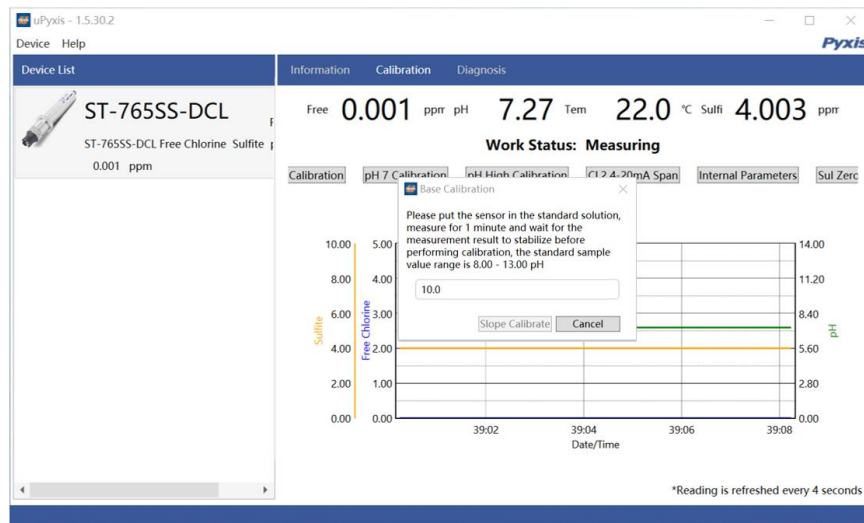 uPyxis - 1.5.30.2
Device Help
Pyxis
Device List
Information Calibration Diagnosis
ST-765SS-DCL
ST-765SS-DCL Free Chlorine Sulfite
0.001 ppm
Free 0.001 ppm pH 7.27 Tem 22.0 °C Sulfi 4.003 ppm
Work Status: Measuring
Calibration pH 7 Calibration pH High Calibration CL2 4-20mA Span Internal Parameters Sul Zero
Base Calibration
Please put the sensor in the standard solution,
measure for 1 minute and wait for the
measurement result to stabilize before
performing calibration, the standard sample
value range is 8.00 - 13.00 pH
10.0
Slope Calibrate Cancel
10.00 5.00 14.00
8.00 4.00 11.20
6.00 3.00 8.40
4.00 2.00 5.60
2.00 1.00 2.80
0.00 0.00 0.00
Sulfite
Free Chlorine
pH
39:02 39:04 39:06 39:08
Date/Time
*Reading is refreshed every 4 seconds